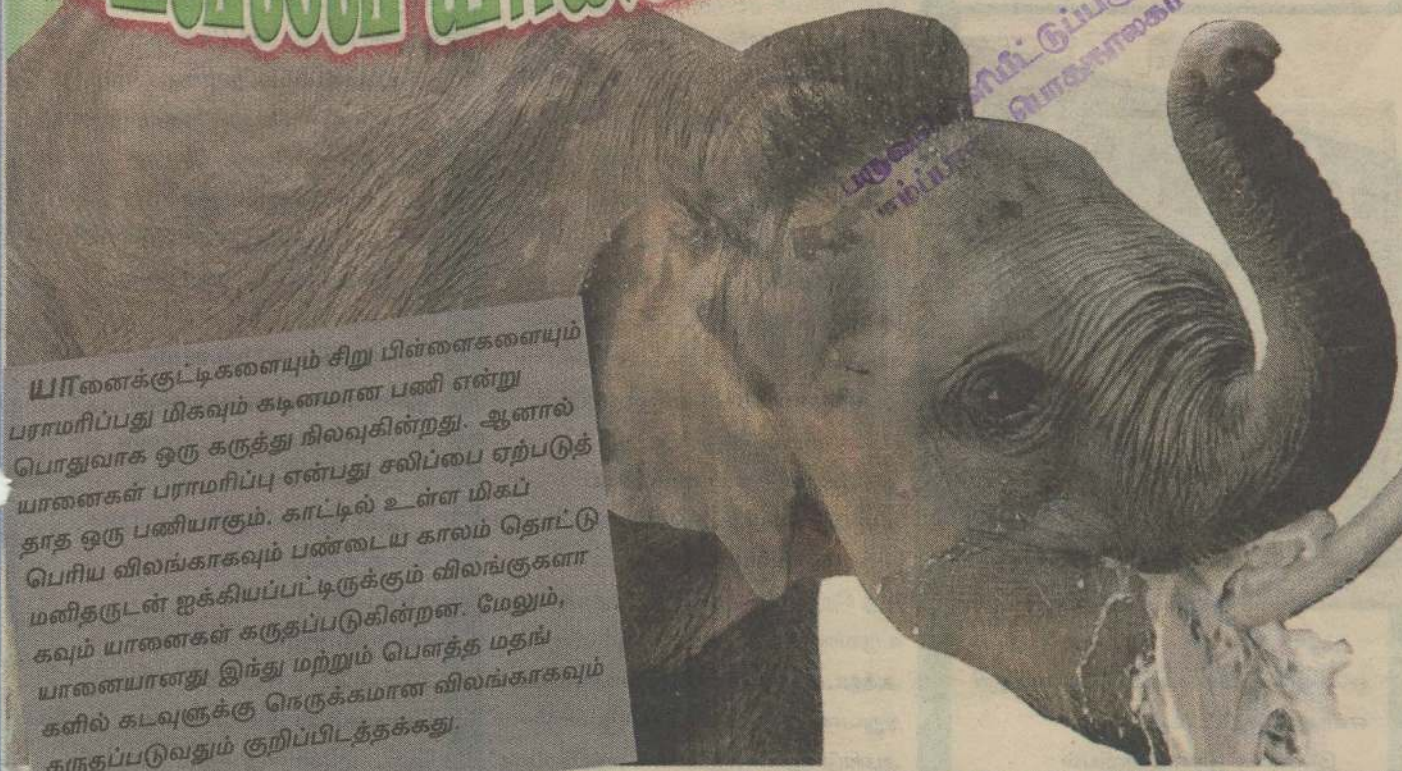 யானைக்குட்டிகளையும் சிறு பிள்ளைகளையும்
பராமரிப்பது மிகவும் கடினமான பணி என்று
பொதுவாக ஒரு கருத்து நிலவுகின்றது. ஆனால்
யானைகள் பராமரிப்பு என்பது சலிப்பை ஏற்படுத்
தாத ஒரு பணியாகும். காட்டில் உள்ள மிகப்
பெரிய விலங்காகவும் பண்டைய காலம் தொட்டு
மனிதருடன் ஐக்கியப்பட்டிருக்கும் விலங்குகளா
கவும் யானைகள் கருதப்படுகின்றன. மேலும்,
யானையானது இந்து மற்றும் பௌத்த மதங்
களில் கடவுளுக்கு நெருக்கமான விலங்காகவும்
கருதப்படுவதும் குறிப்பிடத்தக்கது.